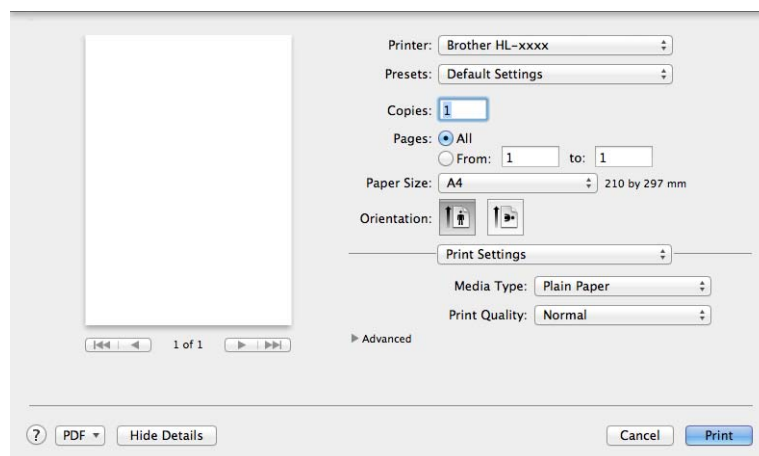 Printer: Brother HL-xxxx
Presets: Default Settings
Copies: 1
Pages: All
From: 1 to: 1
Paper Size: A4 210 by 297 mm
Orientation:
Print Settings
Media Type: Plain Paper
Print Quality: Normal
1 of 1
Advanced
? PDF Hide Details Cancel Print